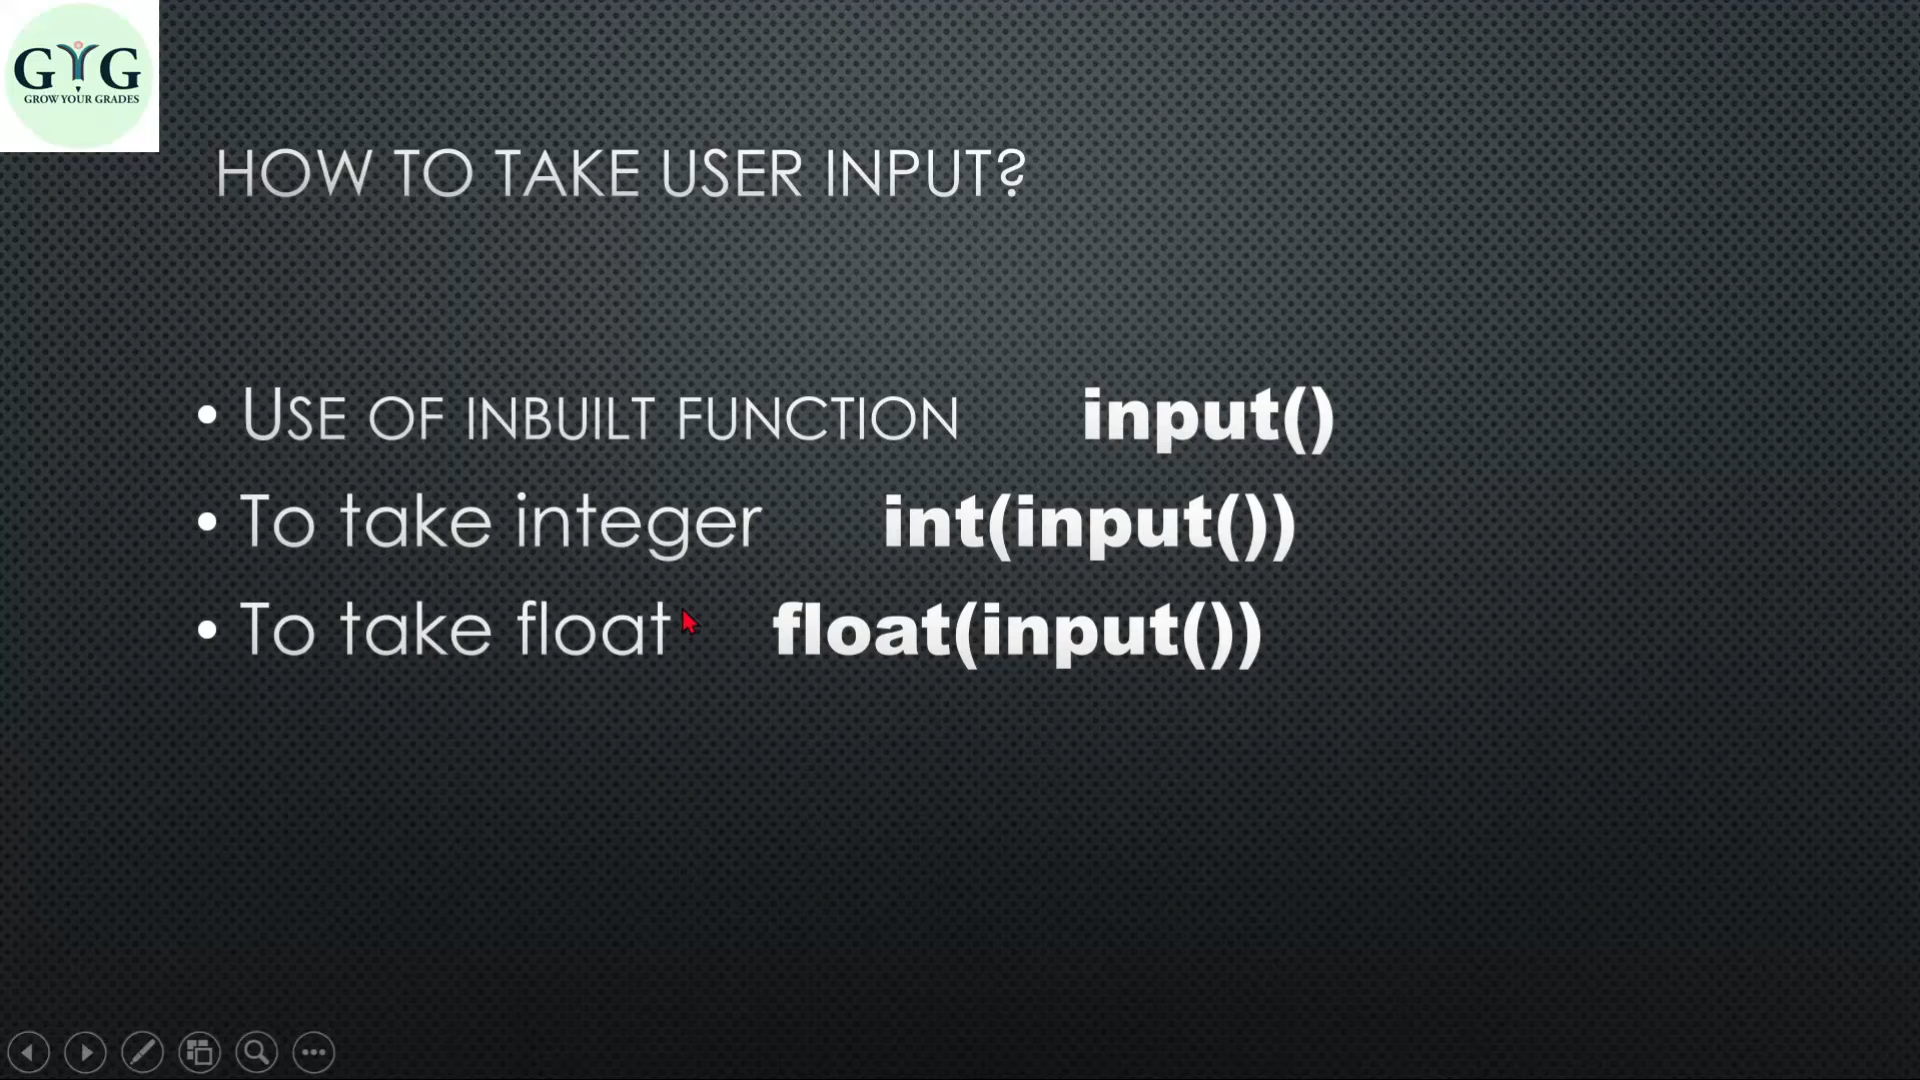 GYG
GROW YOUR GRADES
HOW TO TAKE USER INPUT?
• USE OF INBUILT FUNCTION input()
• To take integer int(input())
• To take float float(input())